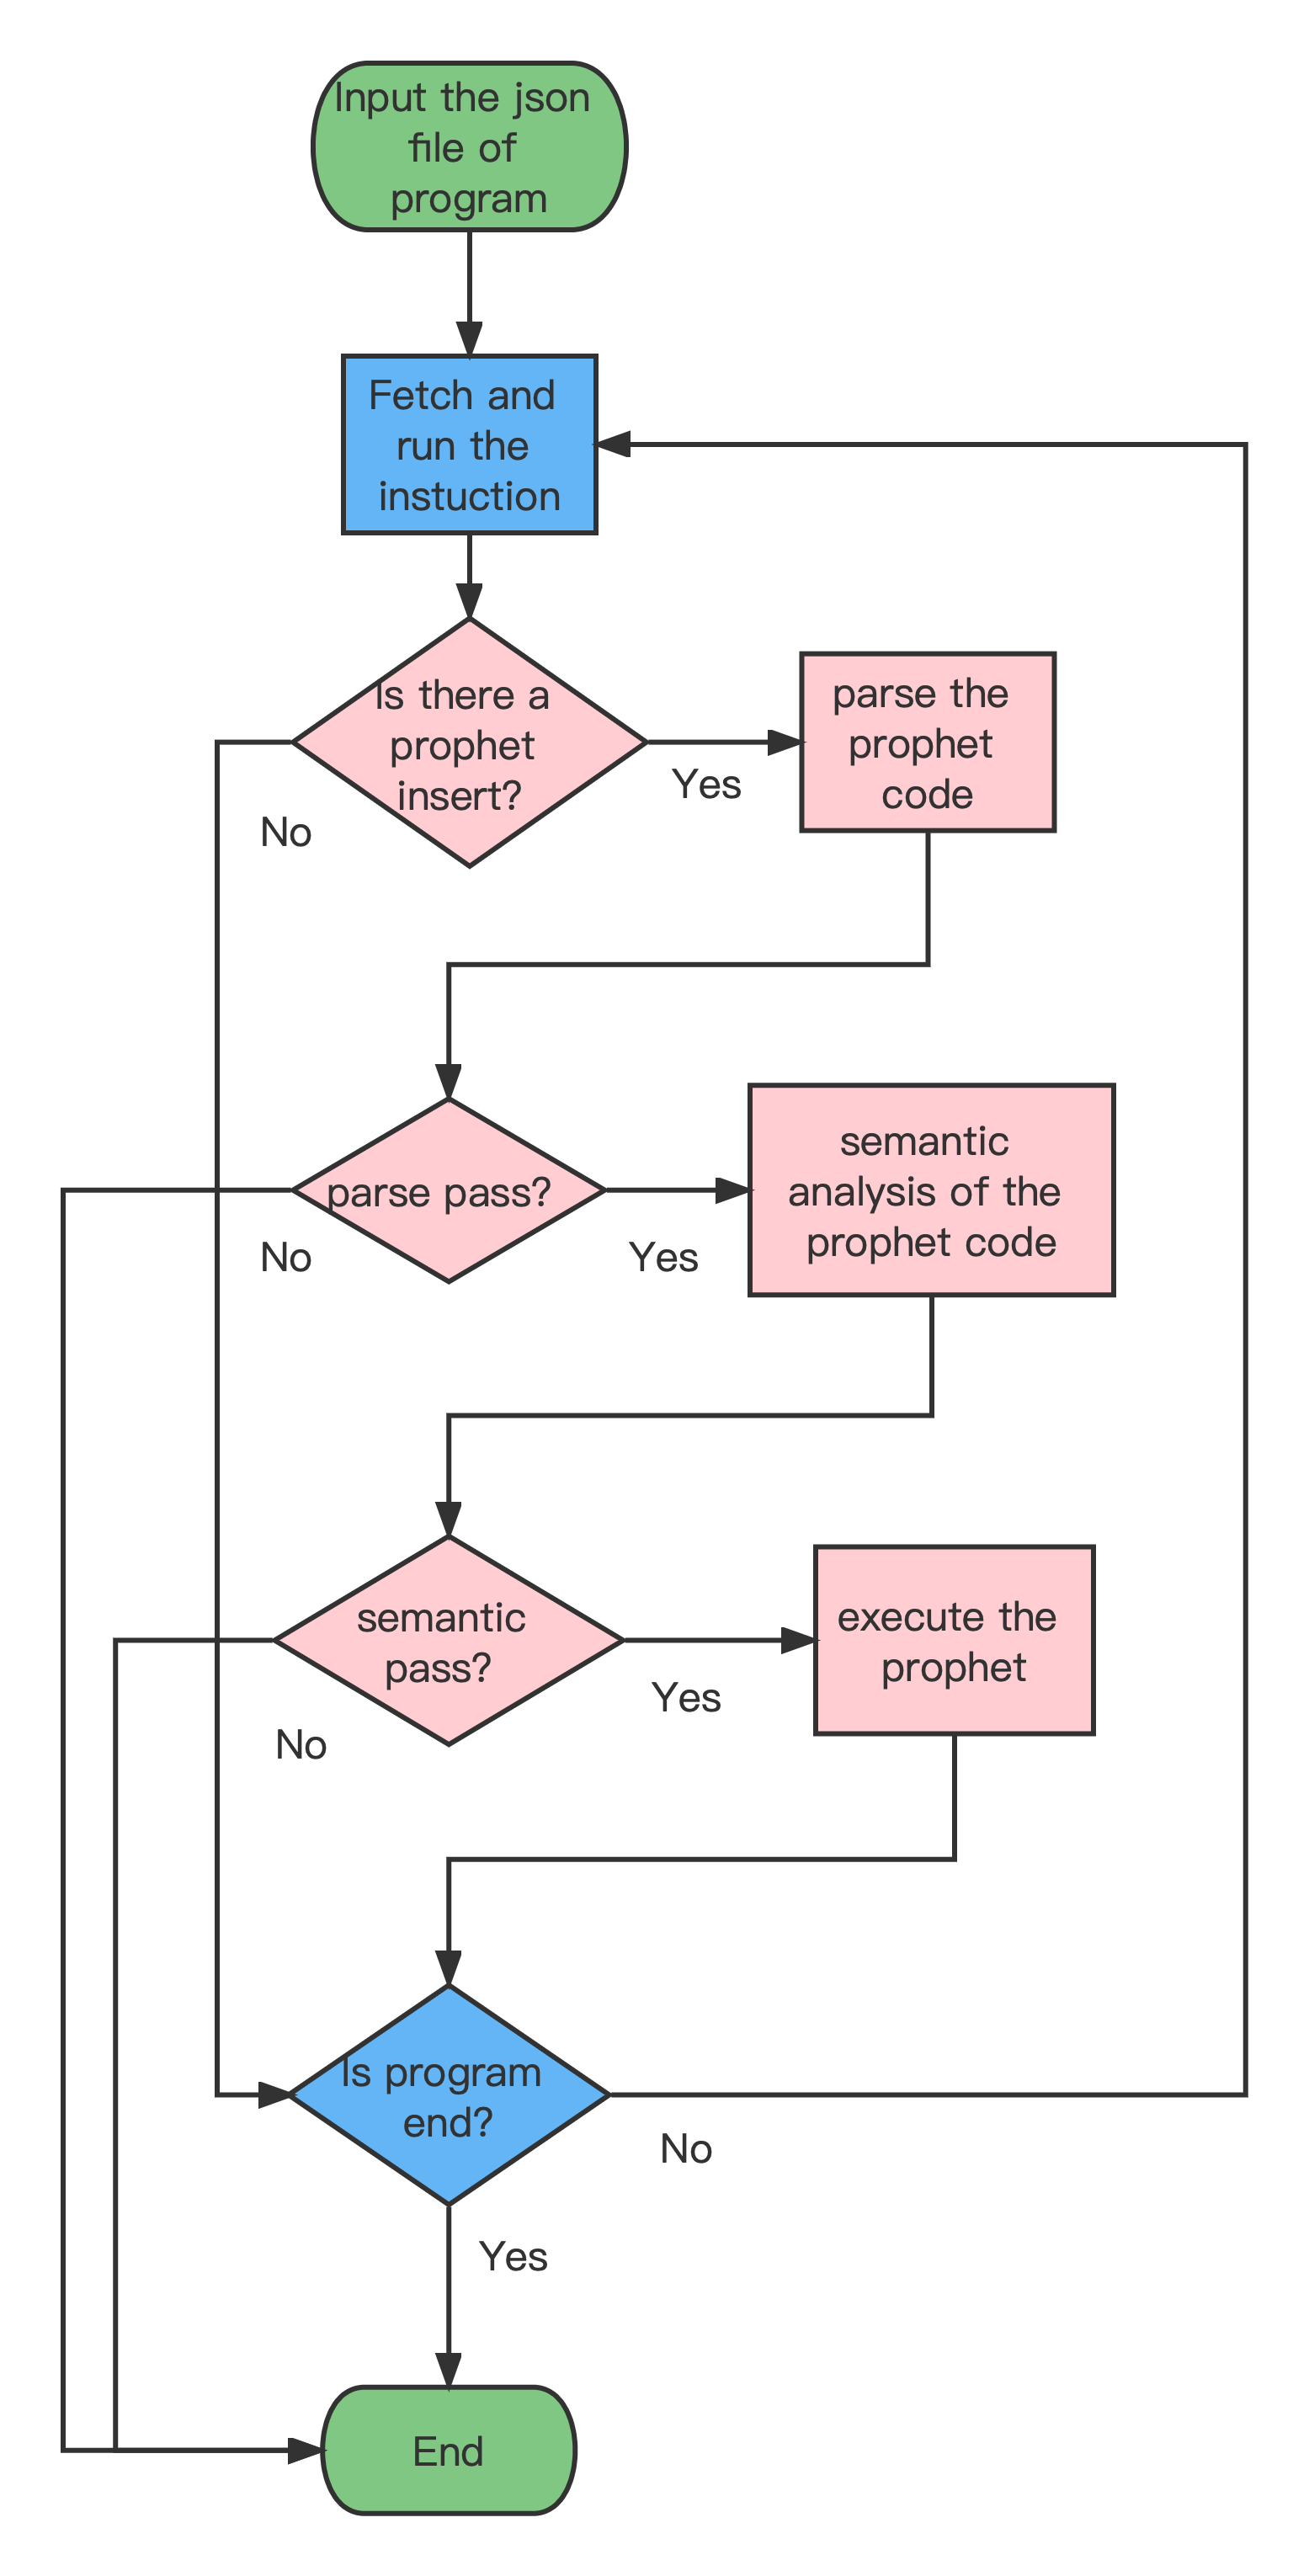 Input the json
file of
program
Fetch and
run the
instuction
Is there a
prophet
insert?
Yes
No
parse the
prophet
code
parse pass?
No
Yes
semantic
analysis of the
prophet code
semantic
pass?
No
Yes
execute the
prophet
Is program
end?
No
Yes
End